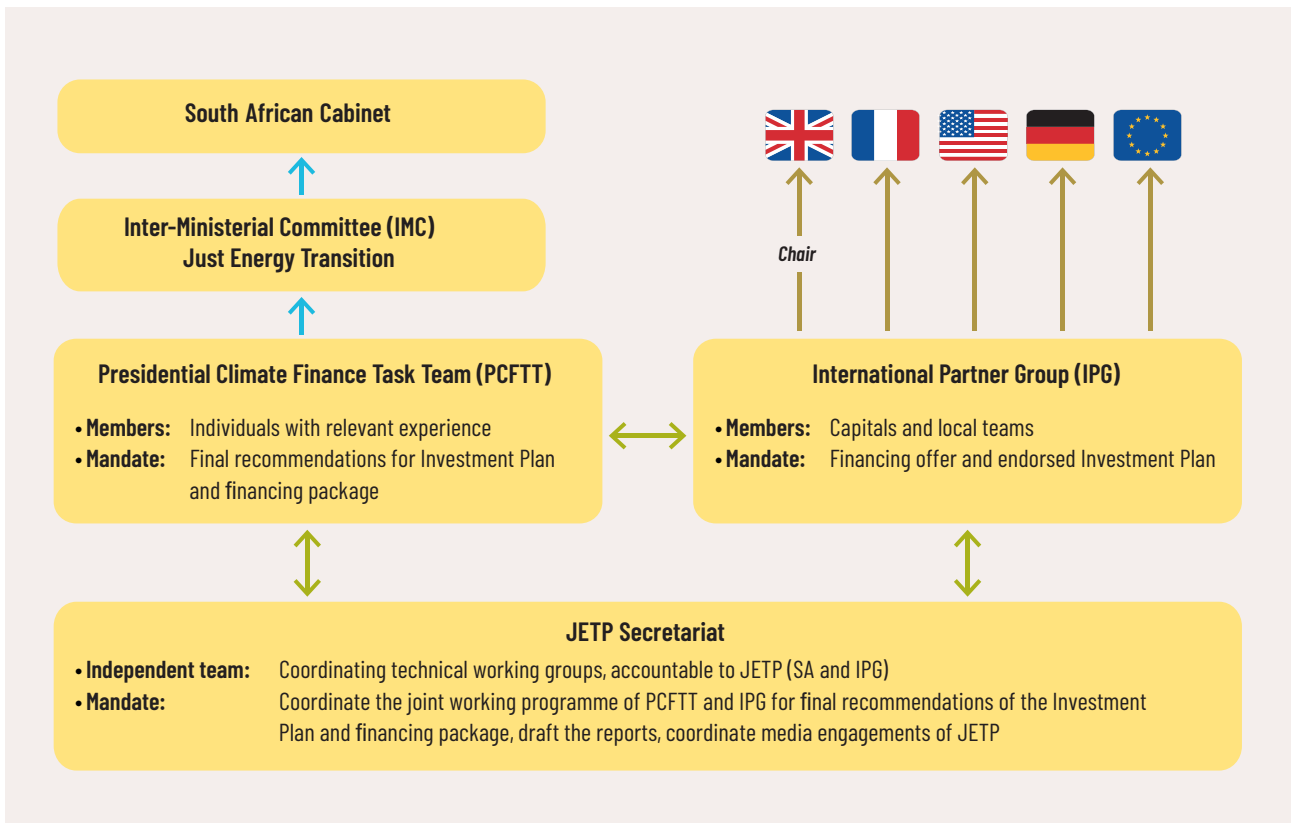 South African Cabinet
Inter-Ministerial Committee (IMC)
Just Energy Transition
Chair
Presidential Climate Finance Task Team (PCFTT)
• Members: Individuals with relevant experience
• Mandate: Final recommendations for Investment Plan
and financing package
International Partner Group (IPG)
• Members: Capitals and local teams
• Mandate: Financing offer and endorsed Investment Plan
JETP Secretariat
• Independent team: Coordinating technical working groups, accountable to JETP (SA and IPG)
• Mandate: Coordinate the joint working programme of PCFTT and IPG for final recommendations of the Investment
Plan and financing package, draft the reports, coordinate media engagements of JETP